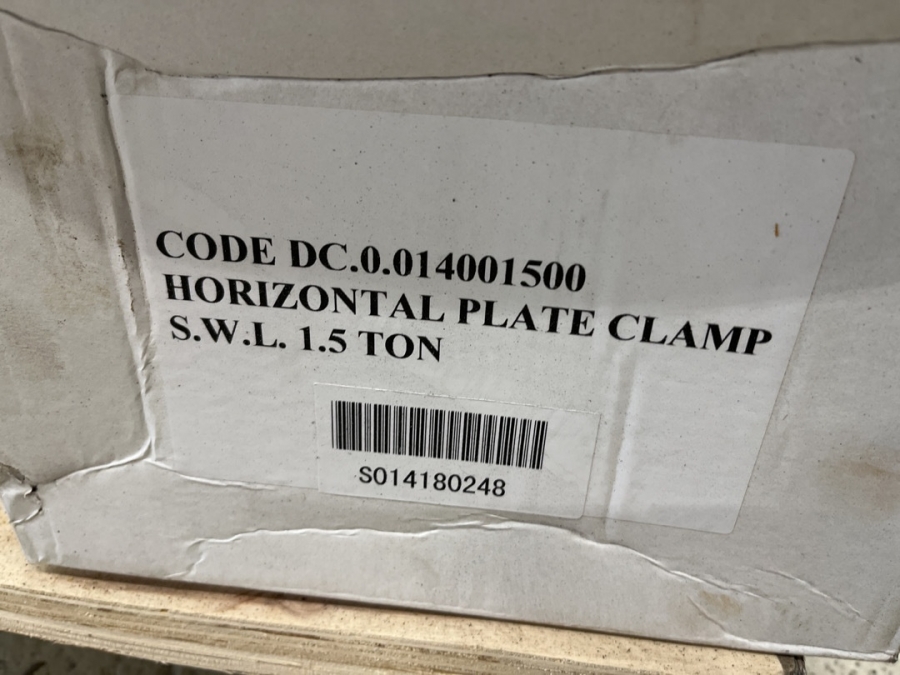 CODE DC.0.014001500
HORIZONTAL PLATE CLAMP
S.W.L. 1.5 TON
S014180248